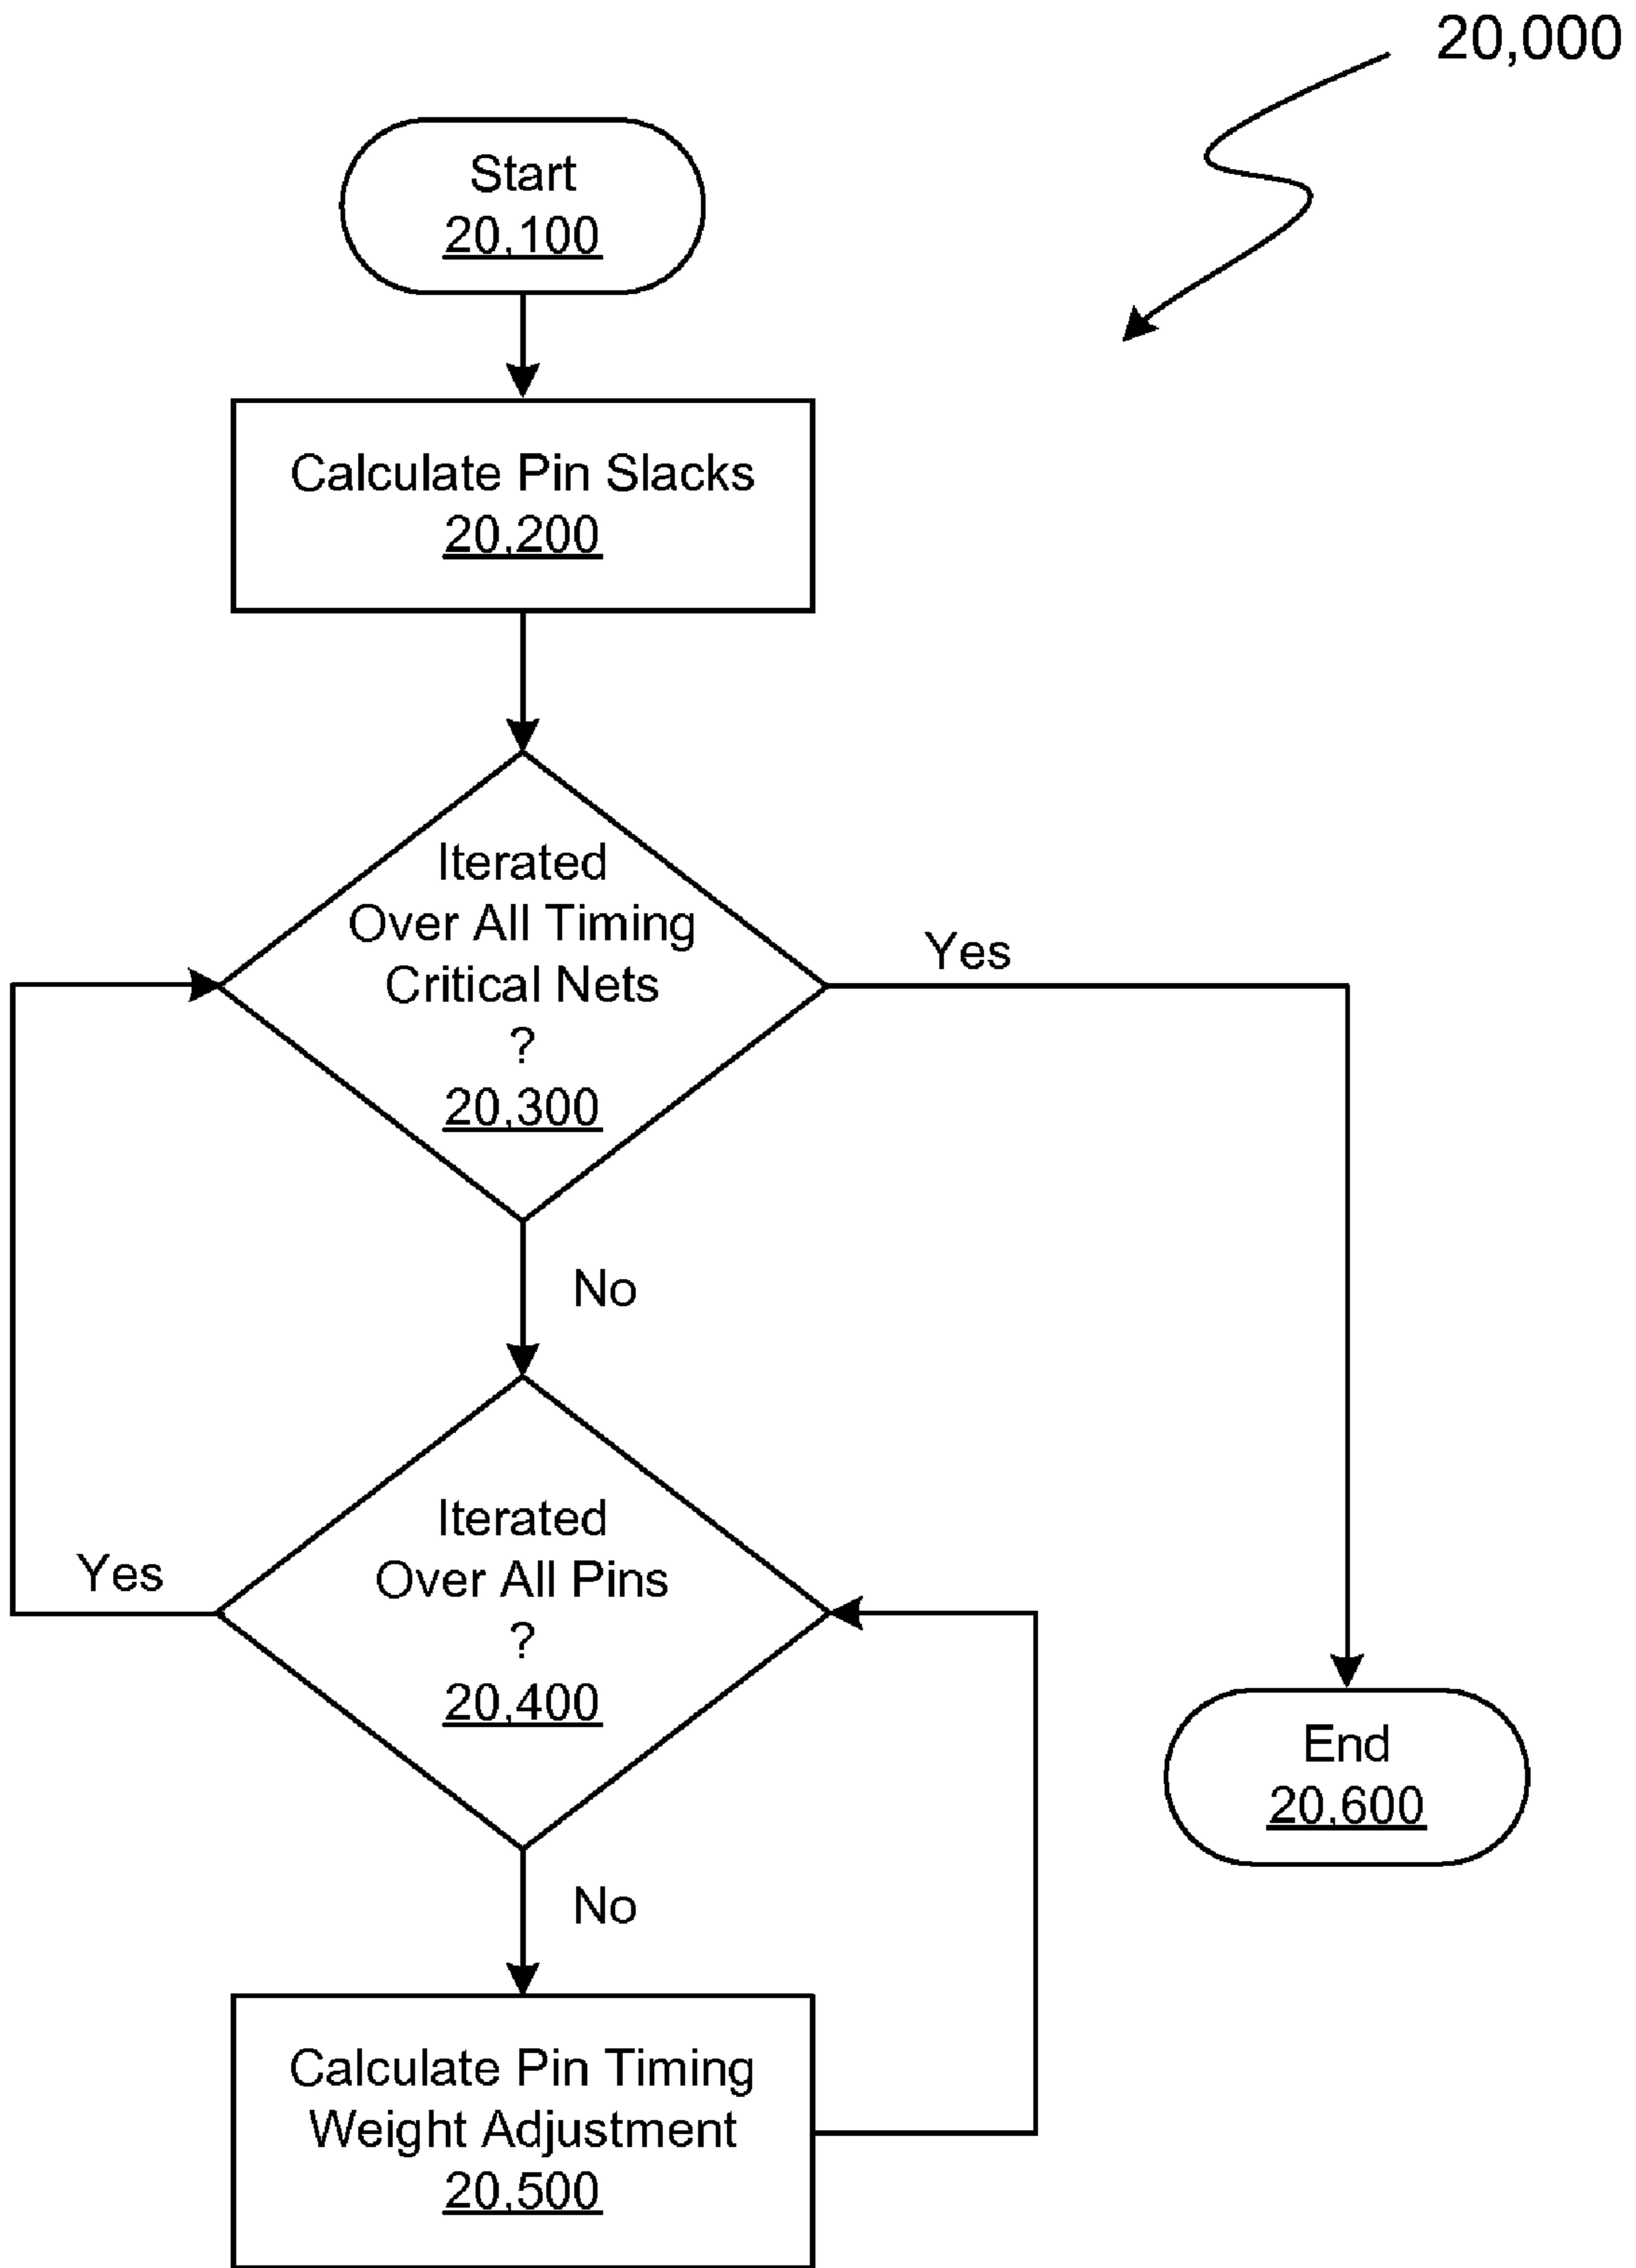 20,000
Start
20,100
Calculate Pin Slacks
20,200
Iterated
Over All Timing
Critical Nets
?
20,300
Yes
No
Iterated
Over All Pins
?
20,400
Yes
No
End
20,600
Calculate Pin Timing
Weight Adjustment
20,500